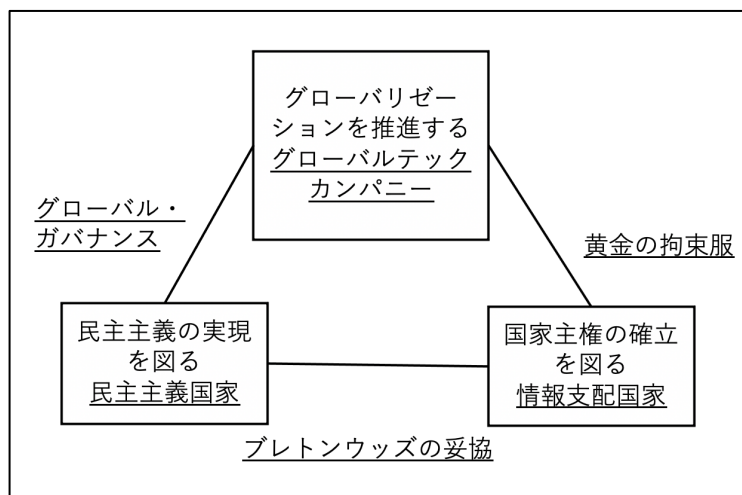 グローバリゼー
ションを推進する
グローバルテック
カンパニー
グローバル・
ガバナンス
黄金の拘束服
民主主義の実現
を図る
民主主義国家
国家主権の確立
を図る
情報支配国家
ブレトンウッズの妥協